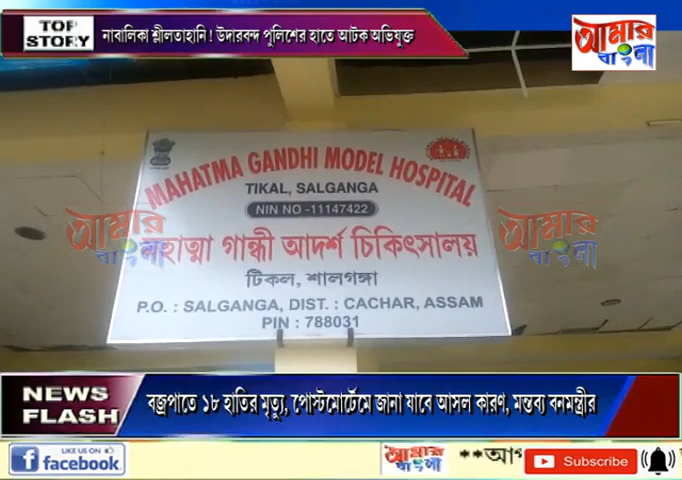 TOP STORY
নাবালিকা শ্লীলতাহানি! উদারবন্দ পুলিশের হাতে আটক অভিযুক্ত
আমার বাংলা
MAHATMA GANDHI MODEL HOSPITAL
TIKAL, SALGANGA
NIN NO -11147422
আমার বাংলা
মহাত্মা গান্ধী আদর্শ চিকিৎসালয়
আমার বাংলা
টিকল, শালগঙ্গা
P.O. : SALGANGA, DIST. : CACHAR, ASSAM
PIN : 788031
NEWS FLASH
বজ্রপাতে ১৮ হাতির মৃত্যু, পোস্টমোর্টেমে জানা যাবে আসল কারণ, মন্তব্য বনমন্ত্রীর
LIKE US ON
facebook
আমার বাংলা
Subscribe